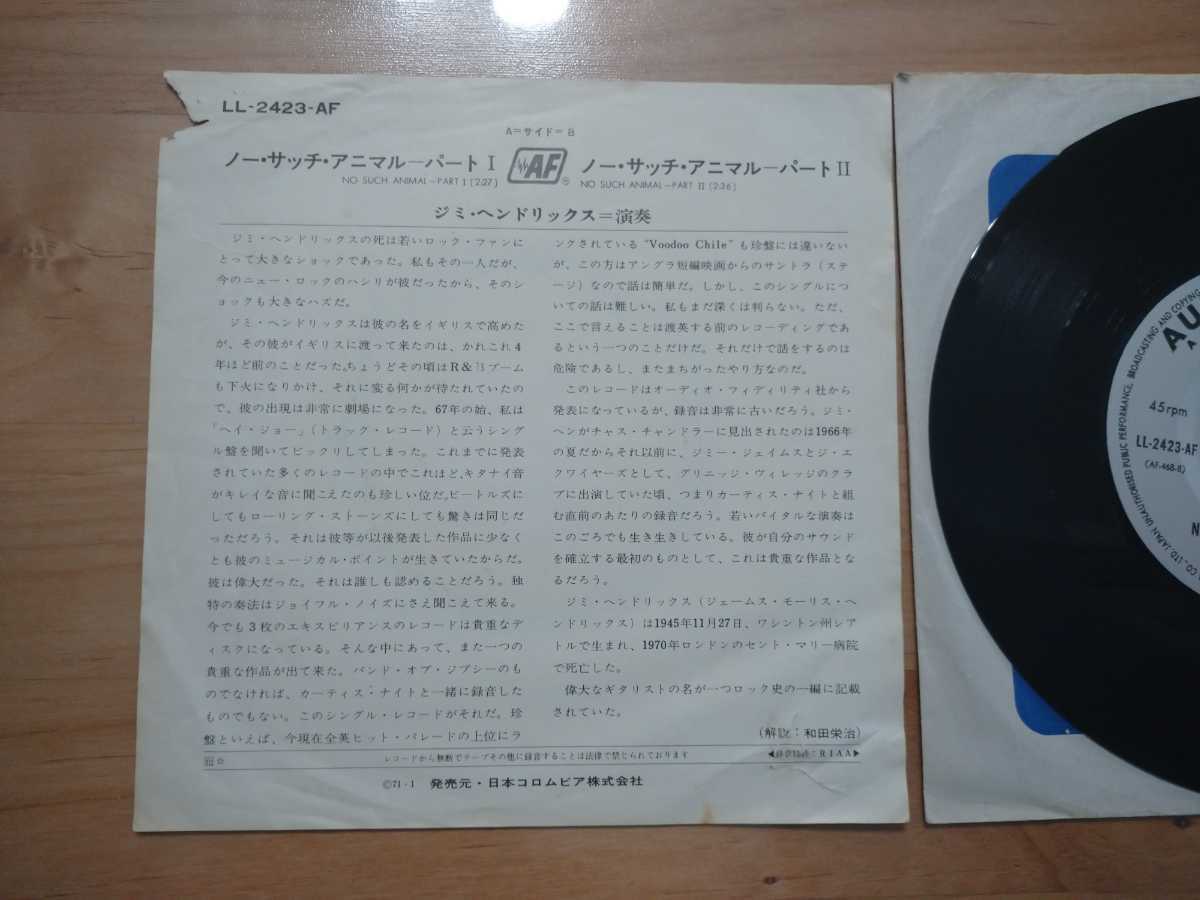 LL-2423-AF
A=サイド=B
ノー・サッチ・アニマル―パート I
NO SUCH ANIMAL―PART I (2:27)
AF
ノー・サッチ・アニマル―パート II
NO SUCH ANIMAL―PART II (2:36)
ジミ・ヘンドリックス=演奏
ジミ・ヘンドリックスの死は若いロック・ファンに
とって大きなショックであった。私もその一人だが、
今のニュー・ロックのハシリが彼だったから、そのシ
ョックも大きなハズだ。
ジミ・ヘンドリックスは彼の名をイギリスで高めた
が、その彼がイギリスに渡って来たのは、かれこれ4
年ほど前のことだった。ちょうどその頃はR&Bブーム
も下火になりかけ、それに変る何かが待たれていたの
で、彼の出現は非常に劇場になった。67年の始、私は
「ヘイ・ジョー」(トラック・レコード)と云うシング
ル盤を聞いてビックリしてしまった。これまでに発表
されていた多くのレコードの中でこれほど、キタナイ音
がキレイな音に聞こえたのも珍しい位だ。ビートルズに
してもローリング・ストーンズにしても驚きは同じだ
っただろう。それは彼等が以後発表した作品に少なく
とも彼のミュージカル・ポイントが生きていたからだ。
彼は偉大だった。それは誰しも認めることだろう。独
特の奏法はジョイフル・ノイズにさえ聞こえて来る。
今でも3枚のエキスピリアンスのレコードは貴重なデ
ィスクになっている。そんな中にあって、また一つの
貴重な作品が出て来た。バンド・オブ・ジプシーのも
のでなければ、カーティス・ナイトと一緒に録音した
ものでもない。このシングル・レコードがそれだ。珍
盤といえば、今現在全英ヒット・パレードの上位にラ
ングされている“Voodoo Chile”も珍盤には違いない
が、この方はアングラ短編映画からのサントラ(ステ
ージ)なので話は簡単だ。しかし、このシングルにつ
いての話は難しい。私もまだ深くは判らない。ただ、
ここで言えることは渡英する前のレコーディングであ
るという一つのことだけだ。それだけで話をするのは
危険であるし、またまちがったやり方なのだ。
このレコードはオーディオ・フィディリティ社から
発表になっているが、録音は非常に古いだろう。ジミ・
ヘンがチャス・チャンドラーに見出されたのは1966年
の夏だからそれ以前に、ジミー・ジェイムスとジ・エ
クワイヤーズとして、グリニッジ・ヴィレッジのクラ
ブに出演していた頃、つまりカーティス・ナイトと組
む直前のあたりの録音だろう。若いバイタルな演奏は
このごろでも生き生きしている。彼が自分のサウンド
を確立する最初のものとして、これは貴重な作品とな
るだろう。
ジミ・ヘンドリックス(ジェームス・モーリス・ヘ
ンドリックス)は1945年11月27日、ワシントン州シア
トルで生まれ、1970年ロンドンのセント・マリー病院
で死亡した。
偉大なギタリストの名が一つロック史の一編に記載
されていた。
(解説:和田栄治)
レコードから無断でテープその他に録音することは法律で禁じられております
◀録音特性:RIAA▶
©71-1 発売元・日本コロムビア株式会社
CO., LTD. JAPAN UNAUTHORISED PUBLIC PERFORMANCE, BROADCASTING AND COPYING
AU
45rpm
LL-2423-AF
(AF-468-B)
N